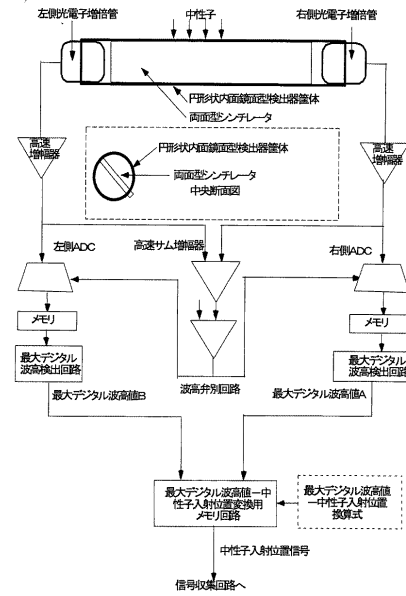 左側光電子増倍管
中性子
右側光電子増倍管
円形状内面鏡面型検出器筐体
両面型シンチレータ
高速
増幅器
高速
増幅器
円形状内面鏡面型検出器筐体
両面型シンチレータ
中央断面図
左側ADC
高速サム増幅器
右側ADC
メモリ
メモリ
最大デジタル
波高検出回路
最大デジタル
波高検出回路
波高弁別回路
最大デジタル波高値B
最大デジタル波高値A
最大デジタル波高値ー中
性子入射位置変換用
メモリ回路
最大デジタル波高値
ー中性子入射位置
換算式
中性子入射位置信号
信号収集回路へ